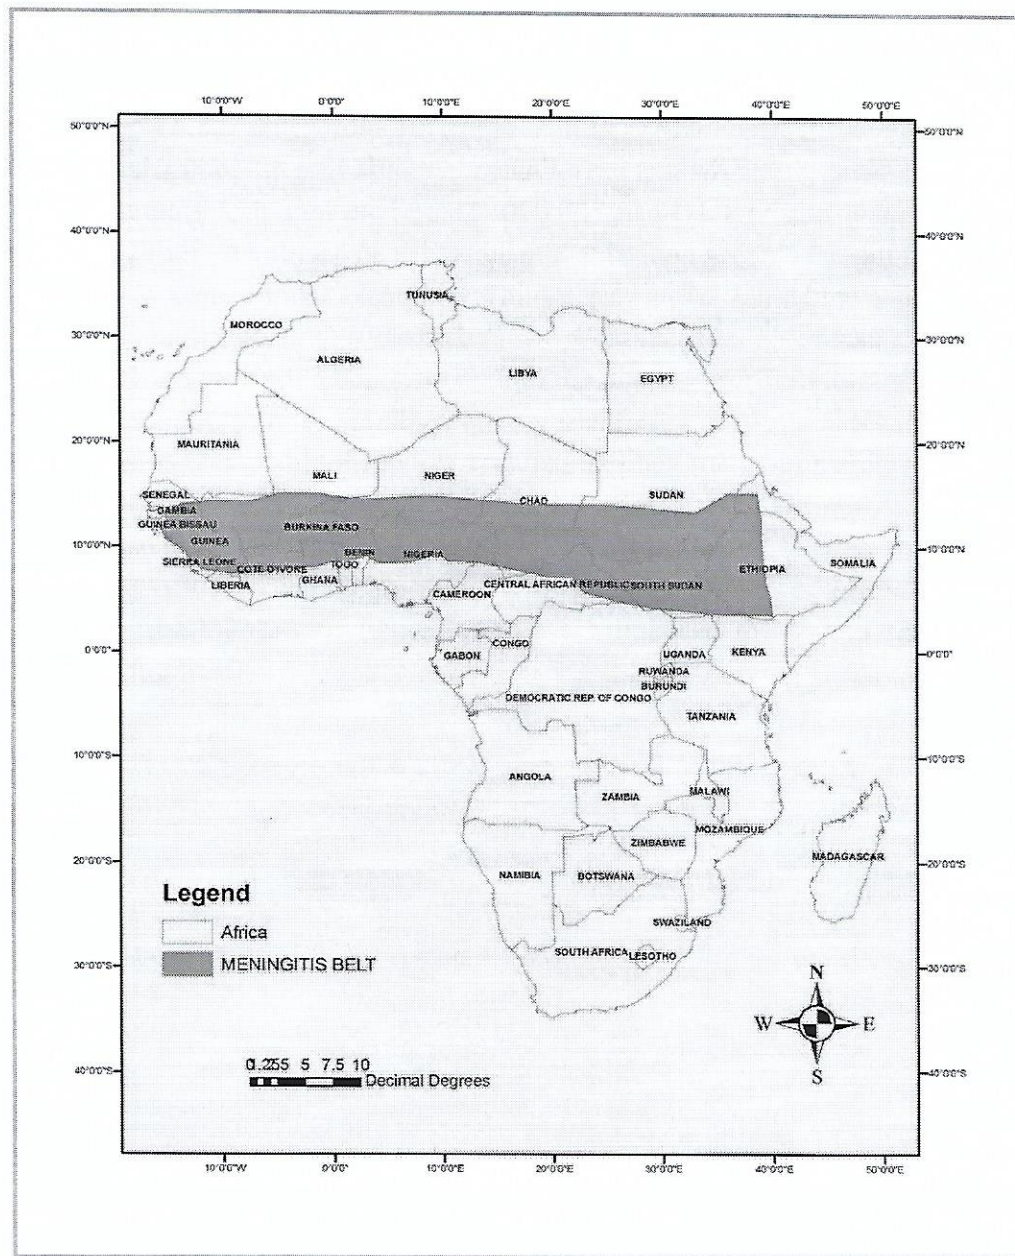 10°0'0"W 0°0'0" 10°0'0"E 20°0'0"E 30°0'0"E 40°0'0"E 50°0'0"E
50°0'0"N 50°0'0"N
40°0'0"N 40°0'0"N
TUNUSIA
MOROCCO
30°0'0"N 30°0'0"N
ALGERIA
LIBYA
EGYPT
20°0'0"N 20°0'0"N
MAURITANIA
MALI NIGER
SENEGAL CHAD SUDAN
GAMBIA
GUINEA BISSAU BURKINA FASO
GUINEA
10°0'0"N BENIN NIGERIA 10°0'0"N
SIERRA LEONE COTE D'IVORE TOGO ETHIOPIA SOMALIA
LIBERIA GHANA CENTRAL AFRICAN REPUBLIC SOUTH SUDAN
CAMEROON
CONGO
0°0'0" GABON UGANDA KENYA 0°0'0"
RUWANDA
BURUNDI
DEMOCRATIC REP. OF CONGO
TANZANIA
10°0'0"S 10°0'0"S
ANGOLA
ZAMBIA MALAWI
MOZAMBIQUE
ZIMBABWE
20°0'0"S MADAGASCAR 20°0'0"S
NAMIBIA BOTSWANA
SWAZILAND
SOUTH AFRICA LESOTHO
30°0'0"S 30°0'0"S
Legend
Africa
MENINGITIS BELT
N
W E
S
0 1.25 2.5 5 7.5 10
Decimal Degrees
40°0'0"S 40°0'0"S
10°0'0"W 0°0'0" 10°0'0"E 20°0'0"E 30°0'0"E 40°0'0"E 50°0'0"E